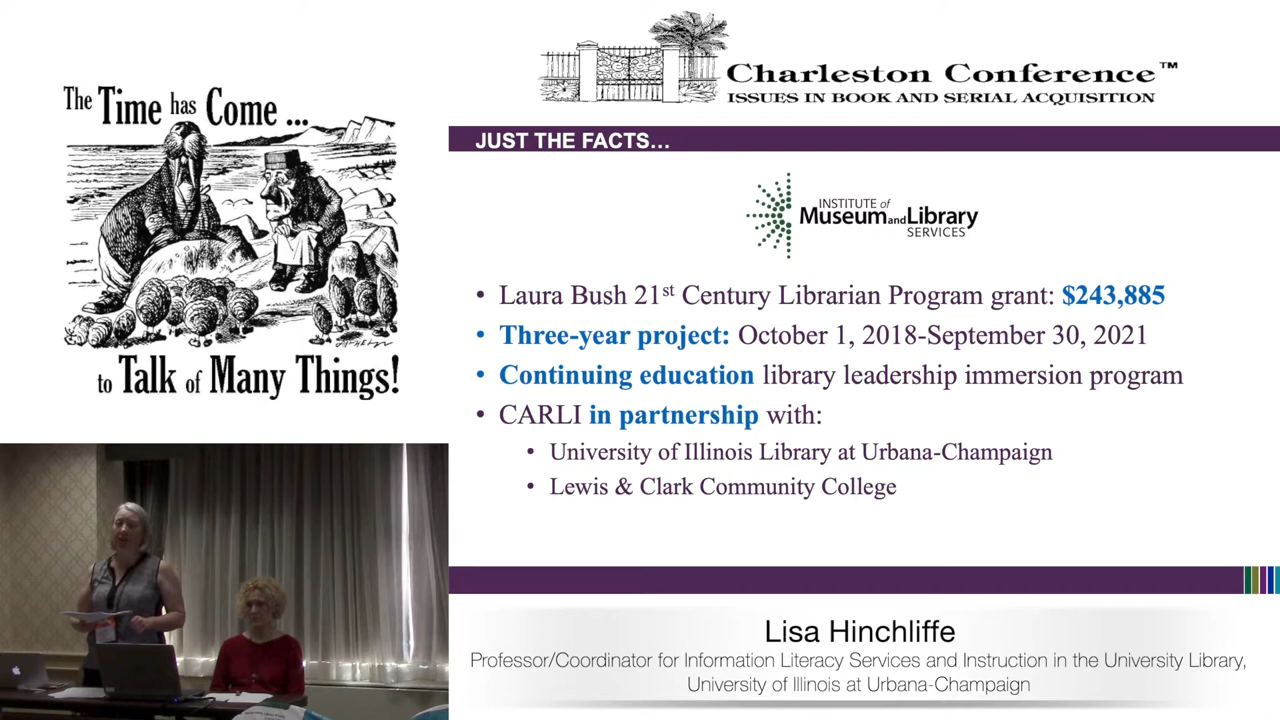 The Time has Come ...
to Talk of Many Things!
Charleston Conference™
ISSUES IN BOOK AND SERIAL ACQUISITION
JUST THE FACTS…
INSTITUTE of
Museum and Library
SERVICES
• Laura Bush 21st Century Librarian Program grant: $243,885
• Three-year project: October 1, 2018-September 30, 2021
• Continuing education library leadership immersion program
• CARLI in partnership with:
• University of Illinois Library at Urbana-Champaign
• Lewis & Clark Community College
Lisa Hinchliffe
Professor/Coordinator for Information Literacy Services and Instruction in the University Library,
University of Illinois at Urbana-Champaign